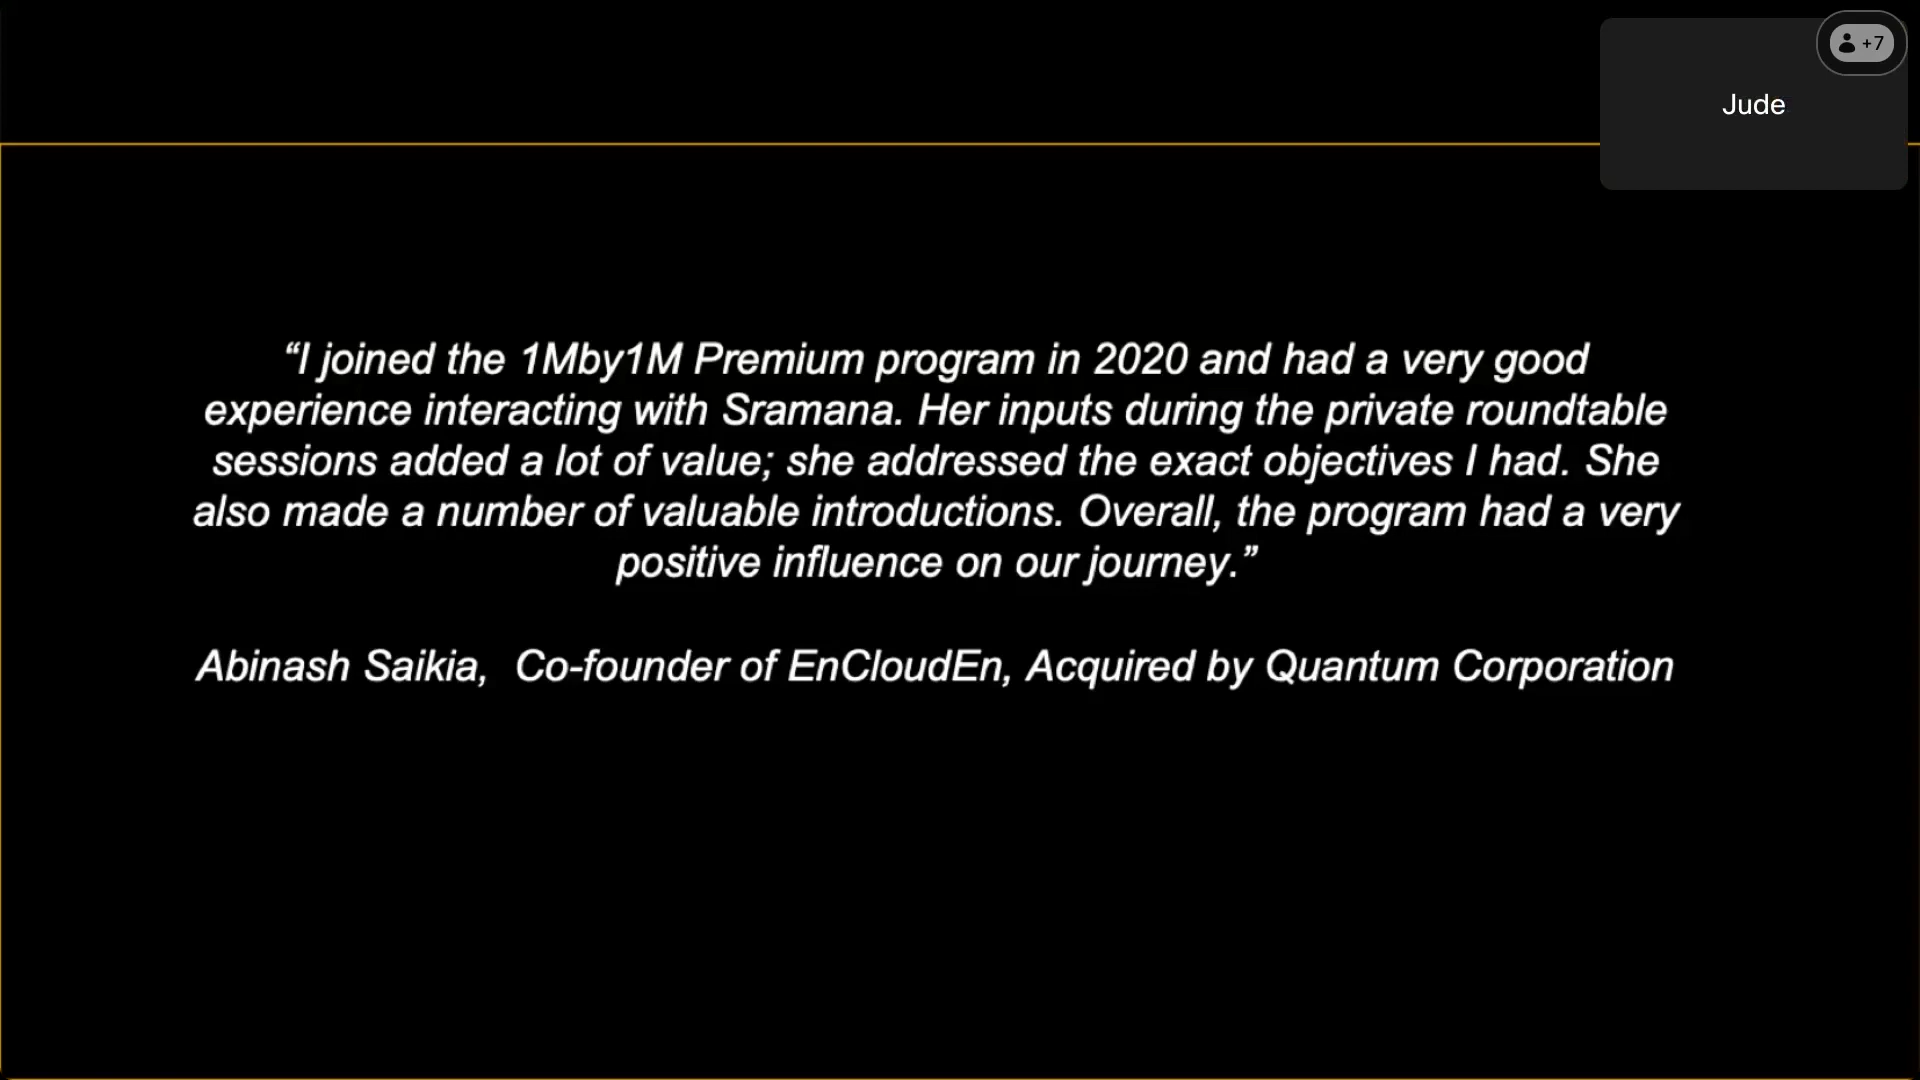 +7
Jude
“I joined the 1Mby1M Premium program in 2020 and had a very good
experience interacting with Sramana. Her inputs during the private roundtable
sessions added a lot of value; she addressed the exact objectives I had. She
also made a number of valuable introductions. Overall, the program had a very
positive influence on our journey.”
Abinash Saikia,  Co-founder of EnCloudEn, Acquired by Quantum Corporation